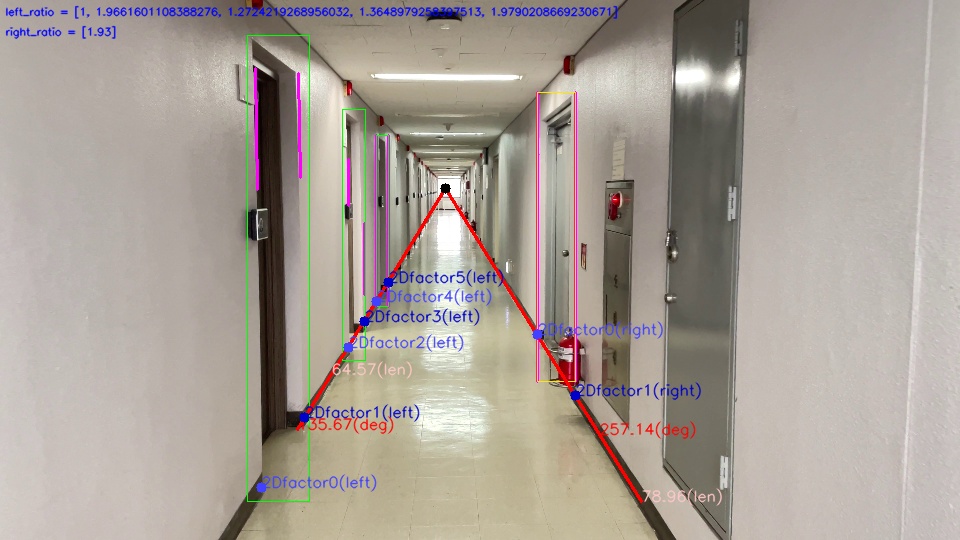 left_ratio = [1, 1.9661601108388276, 1.2724219268956032, 1.3648979258397513, 1.9790208669230671]
right_ratio = [1.93]
2Dfactor5(left)
2Dfactor4(left)
2Dfactor3(left)
2Dfactor0(right)
2Dfactor2(left)
64.57(len)
2Dfactor1(right)
2Dfactor1(left)
135.67(deg)
257.14(deg)
2Dfactor0(left)
78.96(len)